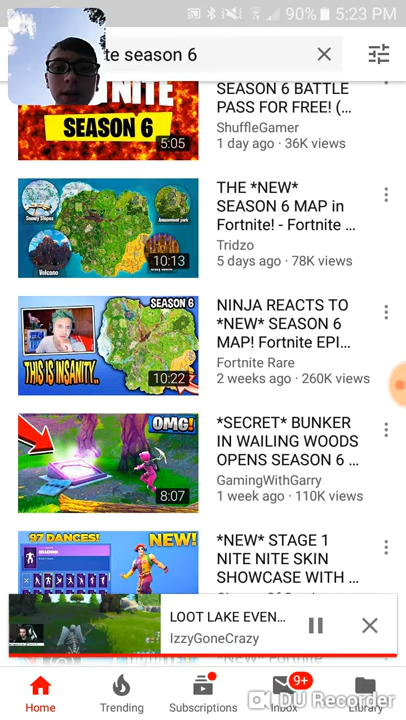 90% 5:23 PM
te season 6
SEASON 6
5:05
SEASON 6 BATTLE
PASS FOR FREE! (…
ShuffleGamer
1 day ago · 36K views
Snowy Slopes
Amusement park
Volcano
10:13
THE *NEW*
SEASON 6 MAP in
Fortnite! - Fortnite ...
Tridzo
5 days ago · 78K views
SEASON 6
THIS IS INSANITY..
10:22
NINJA REACTS TO
*NEW* SEASON 6
MAP! Fortnite EPI...
Fortnite Rare
2 weeks ago · 260K views
OMG!
8:07
*SECRET* BUNKER
IN WAILING WOODS
OPENS SEASON 6 ...
GamingWithGarry
1 week ago · 110K views
97 DANCES!
NEW!
*NEW* STAGE 1
NITE NITE SKIN
SHOWCASE WITH ...
LOOT LAKE EVEN...
IzzyGoneCrazy
9+
Home
Trending
Subscriptions
Inbox
Library
DU Recorder